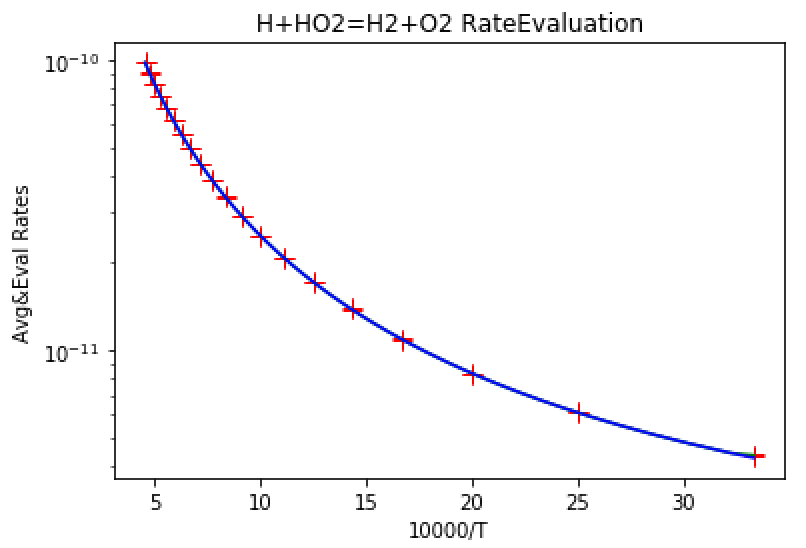 H+HO2=H2+O2 RateEvaluation
Avg&Eval Rates
10⁻¹⁰
10⁻¹¹
5 10 15 20 25 30
10000/T